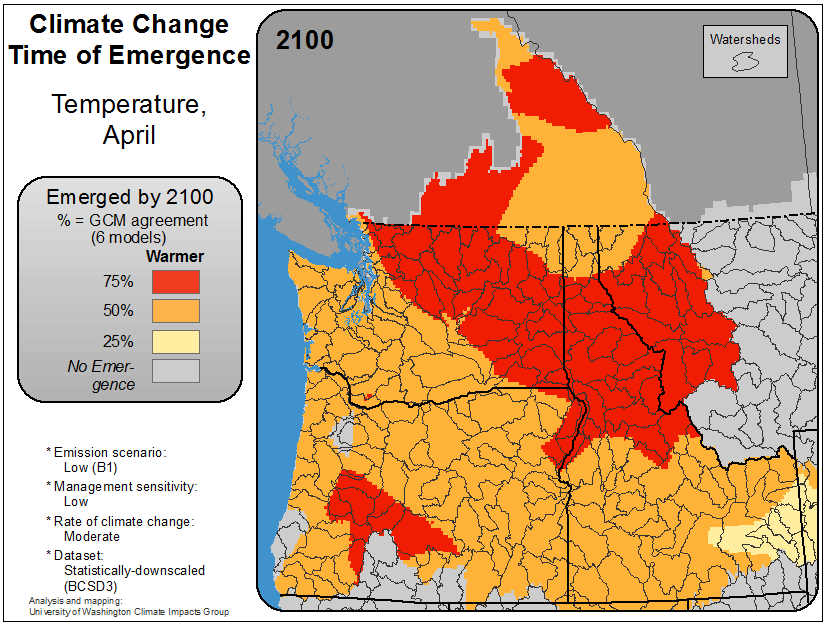 Climate Change
Time of Emergence
Temperature,
April
Emerged by 2100
% = GCM agreement
(6 models)
Warmer
75%
50%
25%
No Emer-
gence
* Emission scenario:
Low (B1)
* Management sensitivity:
Low
* Rate of climate change:
Moderate
* Dataset:
Statistically-downscaled
(BCSD3)
Analysis and mapping:
University of Washington Climate Impacts Group
2100
Watersheds